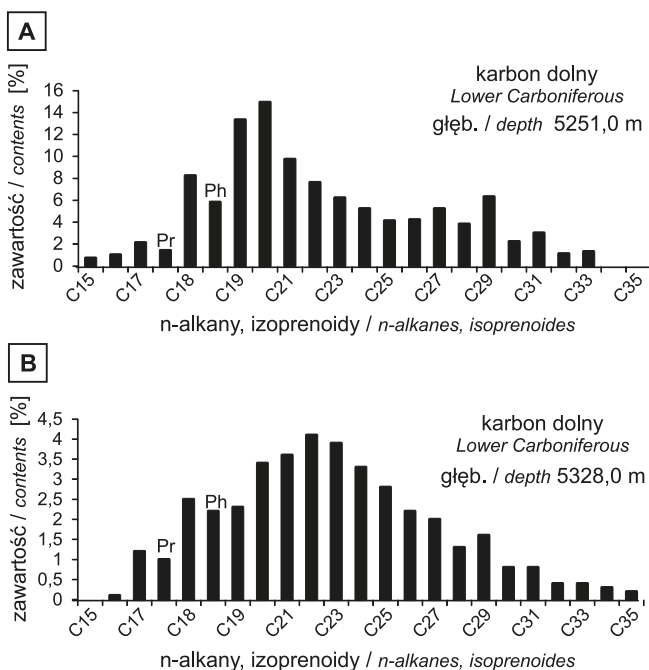 A
zawartość / contents [%]
16
14
12
10
8
6
4
2
0
karbon dolny
Lower Carboniferous
głęb. / depth 5251,0 m
Pr
Ph
C15
C17
C18
C19
C21
C23
C25
C27
C29
C31
C33
C35
n-alkany, izoprenoidy / n-alkanes, isoprenoides
B
zawartość / contents [%]
4,5
4
3,5
3
2,5
2
1,5
1
0,5
0
karbon dolny
Lower Carboniferous
głęb. / depth 5328,0 m
Pr
Ph
C15
C17
C18
C19
C21
C23
C25
C27
C29
C31
C33
C35
n-alkany, izoprenoidy / n-alkanes, isoprenoides